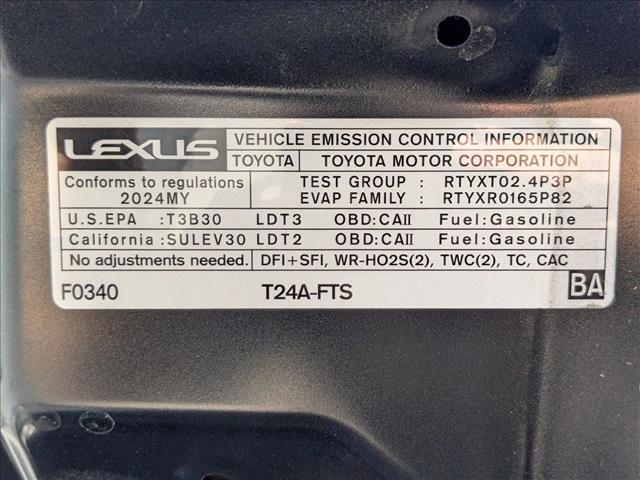 LEXUS VEHICLE EMISSION CONTROL INFORMATION
TOYOTA TOYOTA MOTOR CORPORATION
Conforms to regulations TEST GROUP : RTYXT02.4P3P
2024MY EVAP FAMILY : RTYXR0165P82
U.S.EPA :T3B30 LDT3 OBD:CAII Fuel:Gasoline
California :SULEV30 LDT2 OBD:CAII Fuel:Gasoline
No adjustments needed. DFI+SFI, WR-HO2S(2), TWC(2), TC, CAC
F0340 T24A-FTS BA